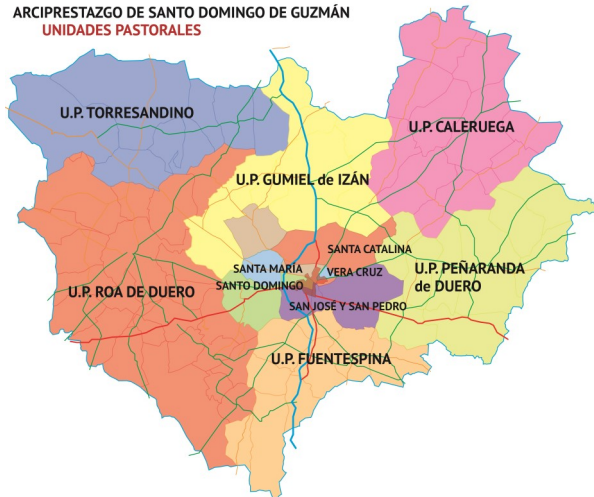 ARCIPRESTAZGO DE SANTO DOMINGO DE GUZMÁN
UNIDADES PASTORALES
U.P. TORRESANDINO
U.P. CALERUEGA
U.P. GUMIEL de IZÁN
SANTA CATALINA
SANTA MARÍA
VERA CRUZ
U.P. PEÑARANDA
de DUERO
SANTO DOMINGO
U.P. ROA DE DUERO
SAN JOSÉ Y SAN PEDRO
U.P. FUENTESPINA